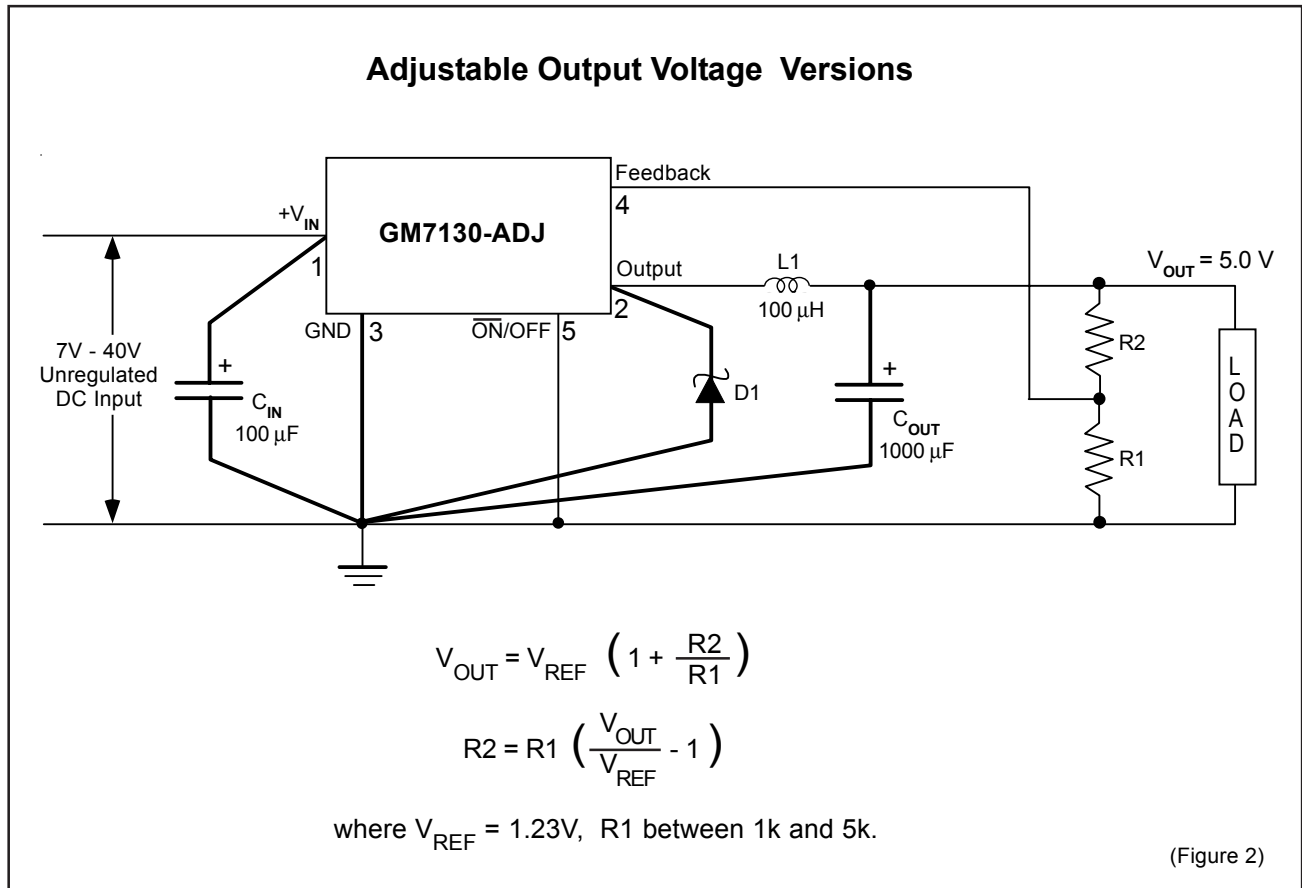 Adjustable Output Voltage Versions
Feedback
4
+VIN
GM7130-ADJ
1
Output
2
L1
100 μH
VOUT = 5.0 V
GND
3
ON/OFF
5
7V - 40V
Unregulated
DC Input
+
CIN
100 μF
D1
+
COUT
1000 μF
R2
R1
LOAD
VOUT = VREF ( 1 + R2/R1 )
R2 = R1 ( VOUT/VREF - 1 )
where VREF = 1.23V, R1 between 1k and 5k.
(Figure 2)